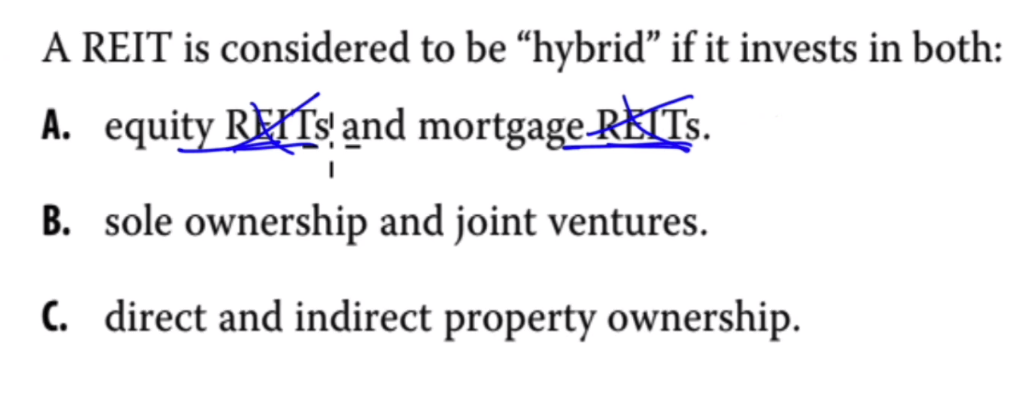 A REIT is considered to be “hybrid” if it invests in both:
A. equity REITs and mortgage REITs.
B. sole ownership and joint ventures.
C. direct and indirect property ownership.